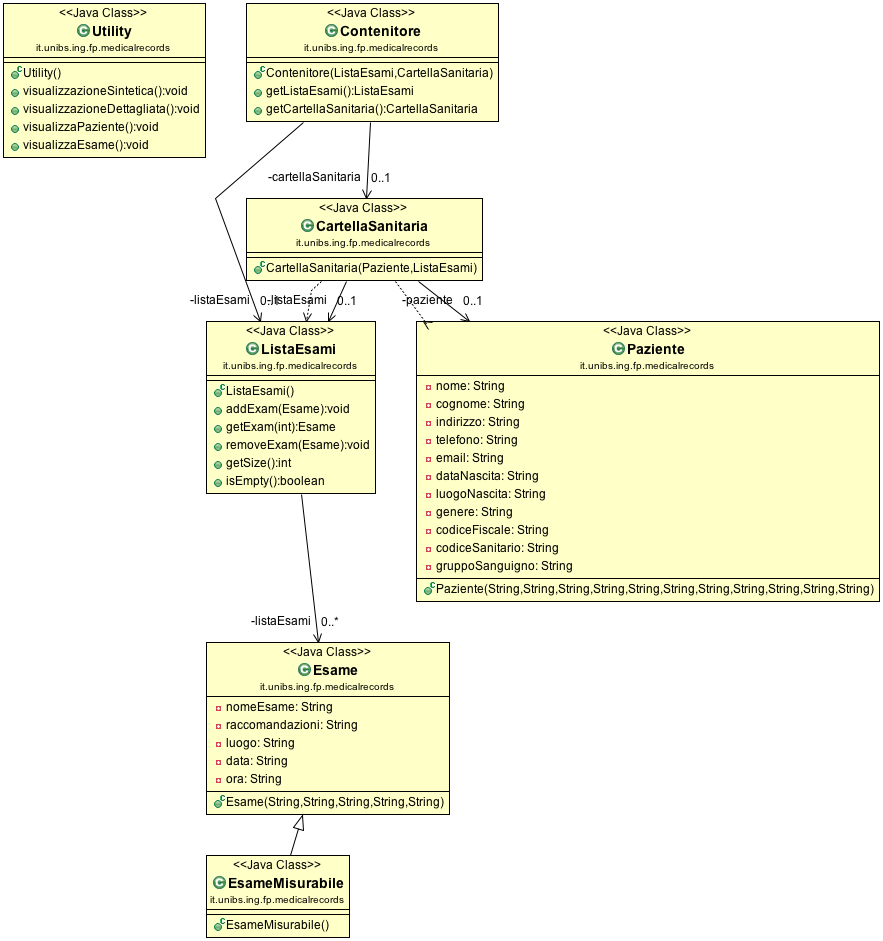 <<Java Class>>
Utility
it.unibs.ing.fp.medicalrecords
Utility()
visualizzazioneSintetica():void
visualizzazioneDettagliata():void
visualizzaPaziente():void
visualizzaEsame():void
<<Java Class>>
Contenitore
it.unibs.ing.fp.medicalrecords
Contenitore(ListaEsami,CartellaSanitaria)
getListaEsami():ListaEsami
getCartellaSanitaria():CartellaSanitaria
-cartellaSanitaria 0..1
<<Java Class>>
CartellaSanitaria
it.unibs.ing.fp.medicalrecords
CartellaSanitaria(Paziente,ListaEsami)
-listaEsami
-listaEsami 0..1
-paziente 0..1
<<Java Class>>
ListaEsami
it.unibs.ing.fp.medicalrecords
ListaEsami()
addExam(Esame):void
getExam(int):Esame
removeExam(Esame):void
getSize():int
isEmpty():boolean
<<Java Class>>
Paziente
it.unibs.ing.fp.medicalrecords
nome: String
cognome: String
indirizzo: String
telefono: String
email: String
dataNascita: String
luogoNascita: String
genere: String
codiceFiscale: String
codiceSanitario: String
gruppoSanguigno: String
Paziente(String,String,String,String,String,String,String,String,String,String,String)
-listaEsami 0..*
<<Java Class>>
Esame
it.unibs.ing.fp.medicalrecords
nomeEsame: String
raccomandazioni: String
luogo: String
data: String
ora: String
Esame(String,String,String,String,String)
<<Java Class>>
EsameMisurabile
it.unibs.ing.fp.medicalrecords
EsameMisurabile()